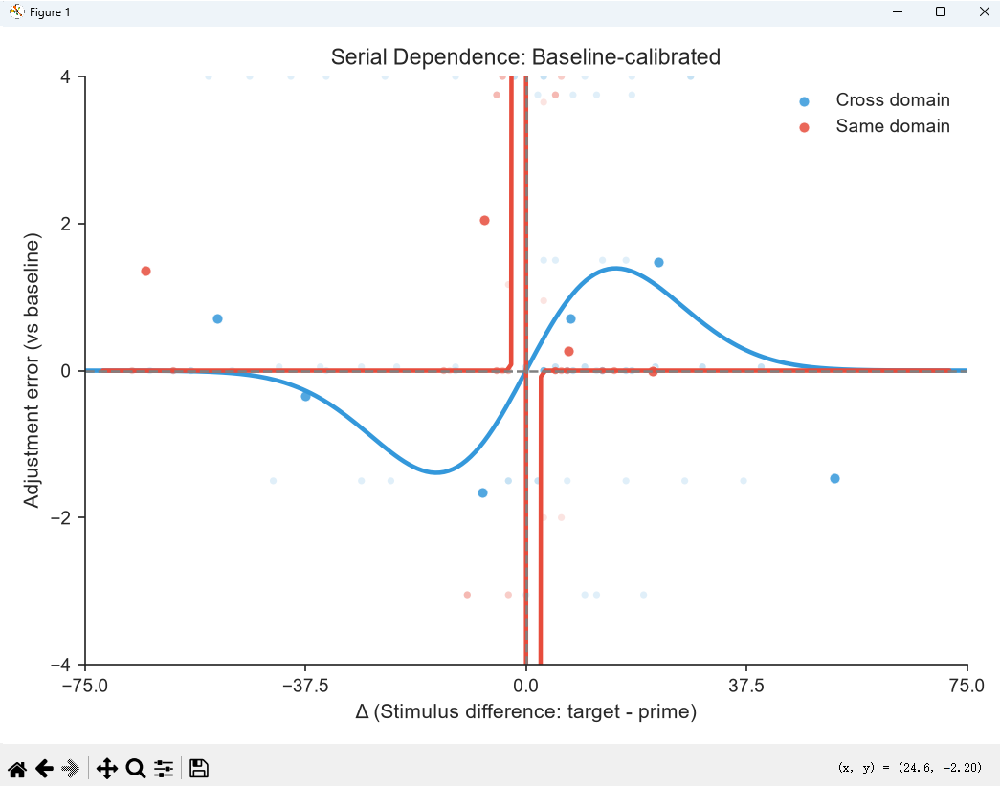 Figure 1
Serial Dependence: Baseline-calibrated
Cross domain
Same domain
Adjustment error (vs baseline)
4
2
0
−2
−4
−75.0
−37.5
0.0
37.5
75.0
Δ (Stimulus difference: target - prime)
(x, y) = (24.6, -2.20)